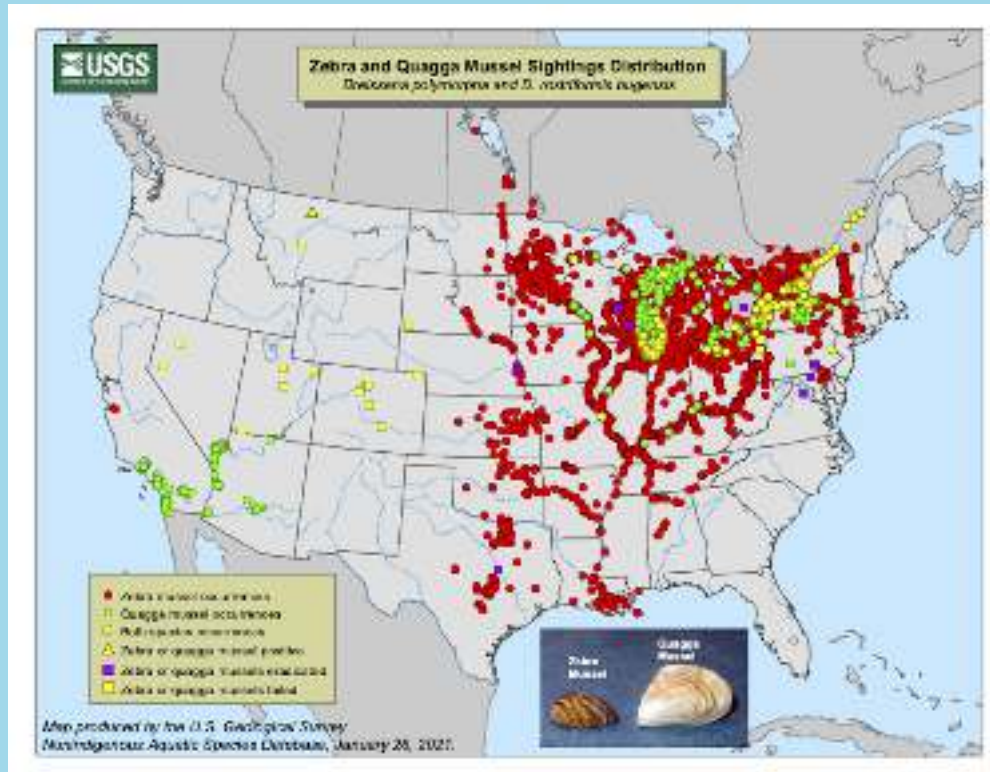 USGS
Zebra and Quagga Mussel Sightings Distribution
Dreissena polymorpha and D. rostriformis bugensis
Zebra mussel occurrences
Quagga mussel occurrences
Both species occurrences
Zebra or quagga mussel positive
Zebra or quagga mussels eradicated
Zebra or quagga mussels failed
Zebra
Mussel
Quagga
Mussel
Map produced by the U.S. Geological Survey
Nonindigenous Aquatic Species Database, January 26, 2021.